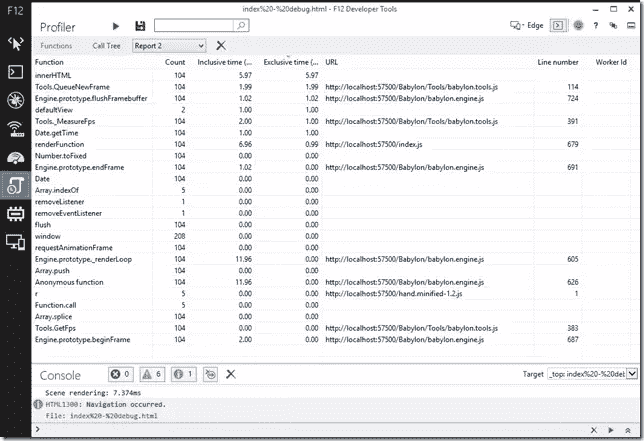 index%20-%20debug.html - F12 Developer Tools
F12
Profiler
Edge
?
Functions Call Tree Report 2
Function Count Inclusive time (... Exclusive time (... URL Line number Worker Id
innerHTML 104 5.97 5.97
Tools.QueueNewFrame 104 1.99 1.99 http://localhost:57500/Babylon/Tools/babylon.tools.js 114
Engine.prototype.flushFramebuffer 104 1.02 1.02 http://localhost:57500/Babylon/babylon.engine.js 724
defaultView 2 1.00 1.00
Tools._MeasureFps 104 2.00 1.00 http://localhost:57500/Babylon/Tools/babylon.tools.js 391
Date.getTime 104 1.00 1.00
renderFunction 104 6.96 0.99 http://localhost:57500/index.js 679
Number.toFixed 104 0.00 0.00
Engine.prototype.endFrame 104 1.02 0.00 http://localhost:57500/Babylon/babylon.engine.js 691
Date 104 0.00 0.00
Array.indexOf 5 0.00 0.00
removeListener 1 0.00 0.00
removeEventListener 1 0.00 0.00
flush 104 0.00 0.00
window 208 0.00 0.00
requestAnimationFrame 104 0.00 0.00
Engine.prototype._renderLoop 104 11.96 0.00 http://localhost:57500/Babylon/babylon.engine.js 605
Array.push 104 0.00 0.00
Anonymous function 104 11.96 0.00 http://localhost:57500/Babylon/babylon.engine.js 626
r 5 0.00 0.00 http://localhost:57500/hand.minified-1.2.js 1
Function.call 5 0.00 0.00
Array.splice 104 0.00 0.00
Tools.GetFps 104 0.00 0.00 http://localhost:57500/Babylon/Tools/babylon.tools.js 383
Engine.prototype.beginFrame 104 2.00 0.00 http://localhost:57500/Babylon/babylon.engine.js 687
Console 0 6 1 Target _top: index%20-%20deb
Scene rendering: 7.374ms
HTML1300: Navigation occurred.
File: index%20-%20debug.html